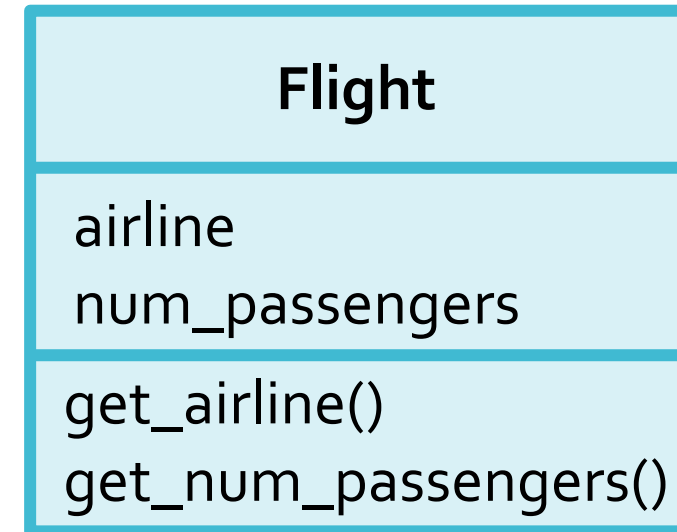 Flight
airline
num_passengers
get_airline()
get_num_passengers()